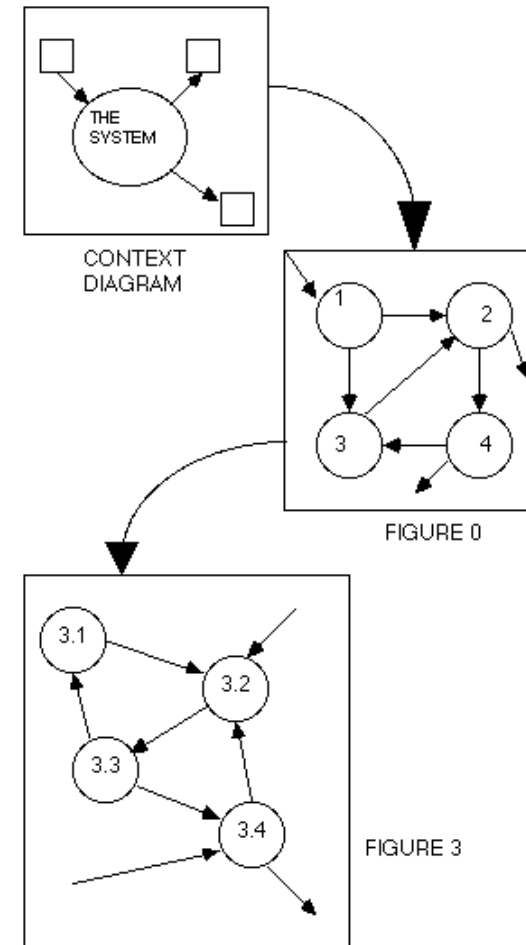 THE
SYSTEM
CONTEXT
DIAGRAM
1
2
3
4
FIGURE 0
3.1
3.2
3.3
3.4
FIGURE 3